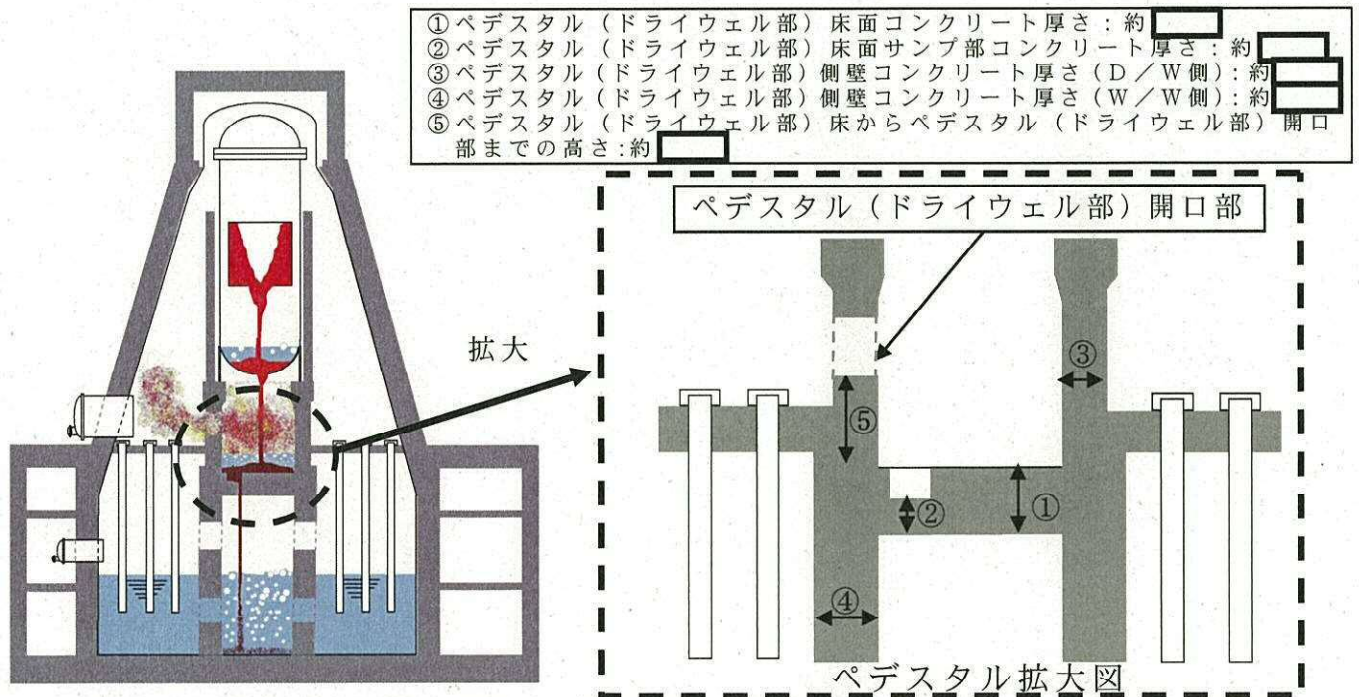 ①ペデスタル（ドライウェル部）床面コンクリート厚さ：約
②ペデスタル（ドライウェル部）床面サンプ部コンクリート厚さ：約
③ペデスタル（ドライウェル部）側壁コンクリート厚さ（D／W側）：約
④ペデスタル（ドライウェル部）側壁コンクリート厚さ（W／W側）：約
⑤ペデスタル（ドライウェル部）床からペデスタル（ドライウェル部）開口
部までの高さ：約
ペデスタル（ドライウェル部）開口部
拡大
③
⑤
②
①
④
ペデスタル拡大図